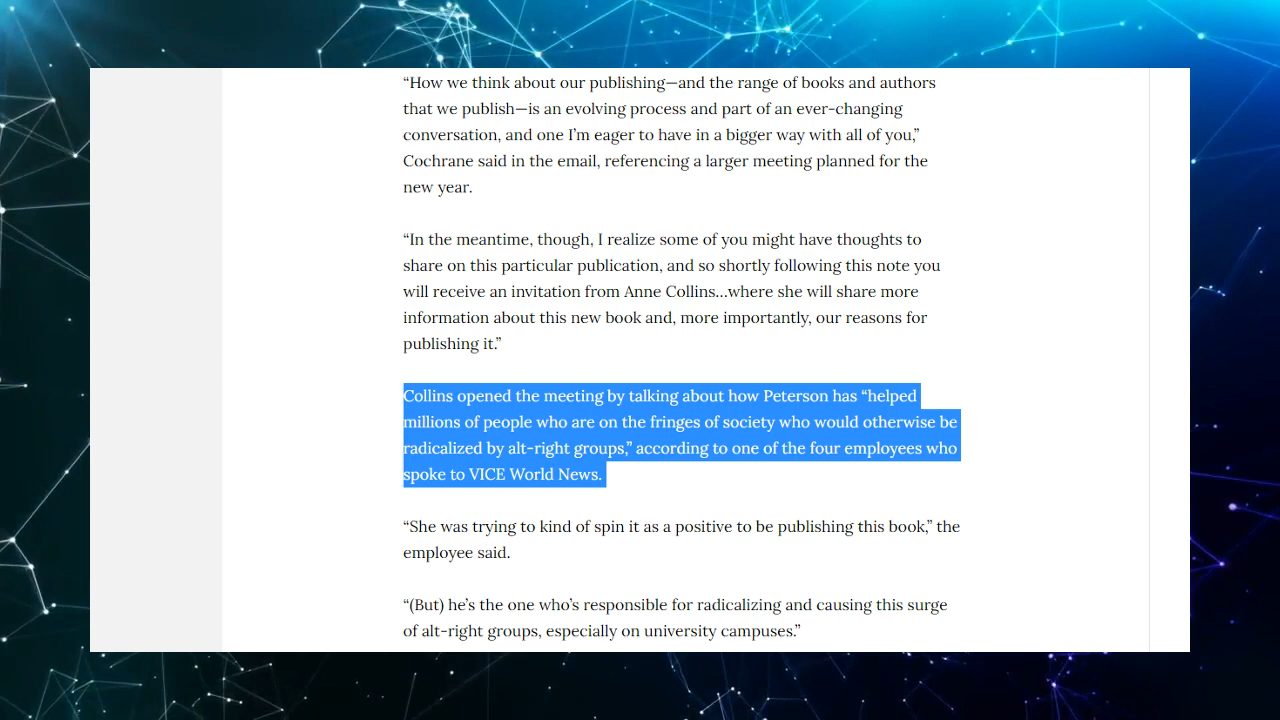 “How we think about our publishing—and the range of books and authors
that we publish—is an evolving process and part of an ever-changing
conversation, and one I’m eager to have in a bigger way with all of you,”
Cochrane said in the email, referencing a larger meeting planned for the
new year.
“In the meantime, though, I realize some of you might have thoughts to
share on this particular publication, and so shortly following this note you
will receive an invitation from Anne Collins…where she will share more
information about this new book and, more importantly, our reasons for
publishing it.”
Collins opened the meeting by talking about how Peterson has “helped
millions of people who are on the fringes of society who would otherwise be
radicalized by alt-right groups,” according to one of the four employees who
spoke to VICE World News.
“She was trying to kind of spin it as a positive to be publishing this book,” the
employee said.
“(But) he’s the one who’s responsible for radicalizing and causing this surge
of alt-right groups, especially on university campuses.”